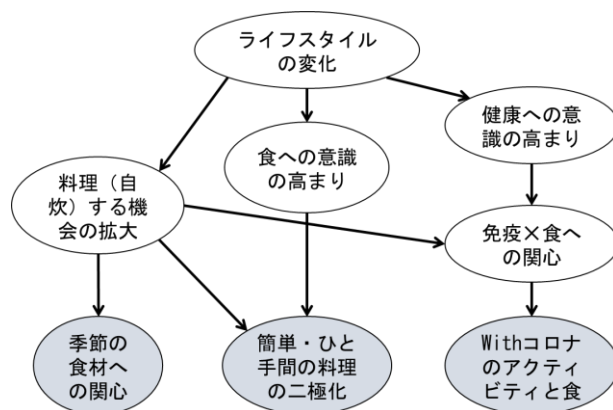 ライフスタイル
の変化
健康への意
識の高まり
食への意識
の高まり
料理（自
炊）する機
会の拡大
免疫×食へ
の関心
季節の
食材へ
の関心
簡単・ひと
手間の料理
の二極化
Withコロナ
のアクティ
ビティと食